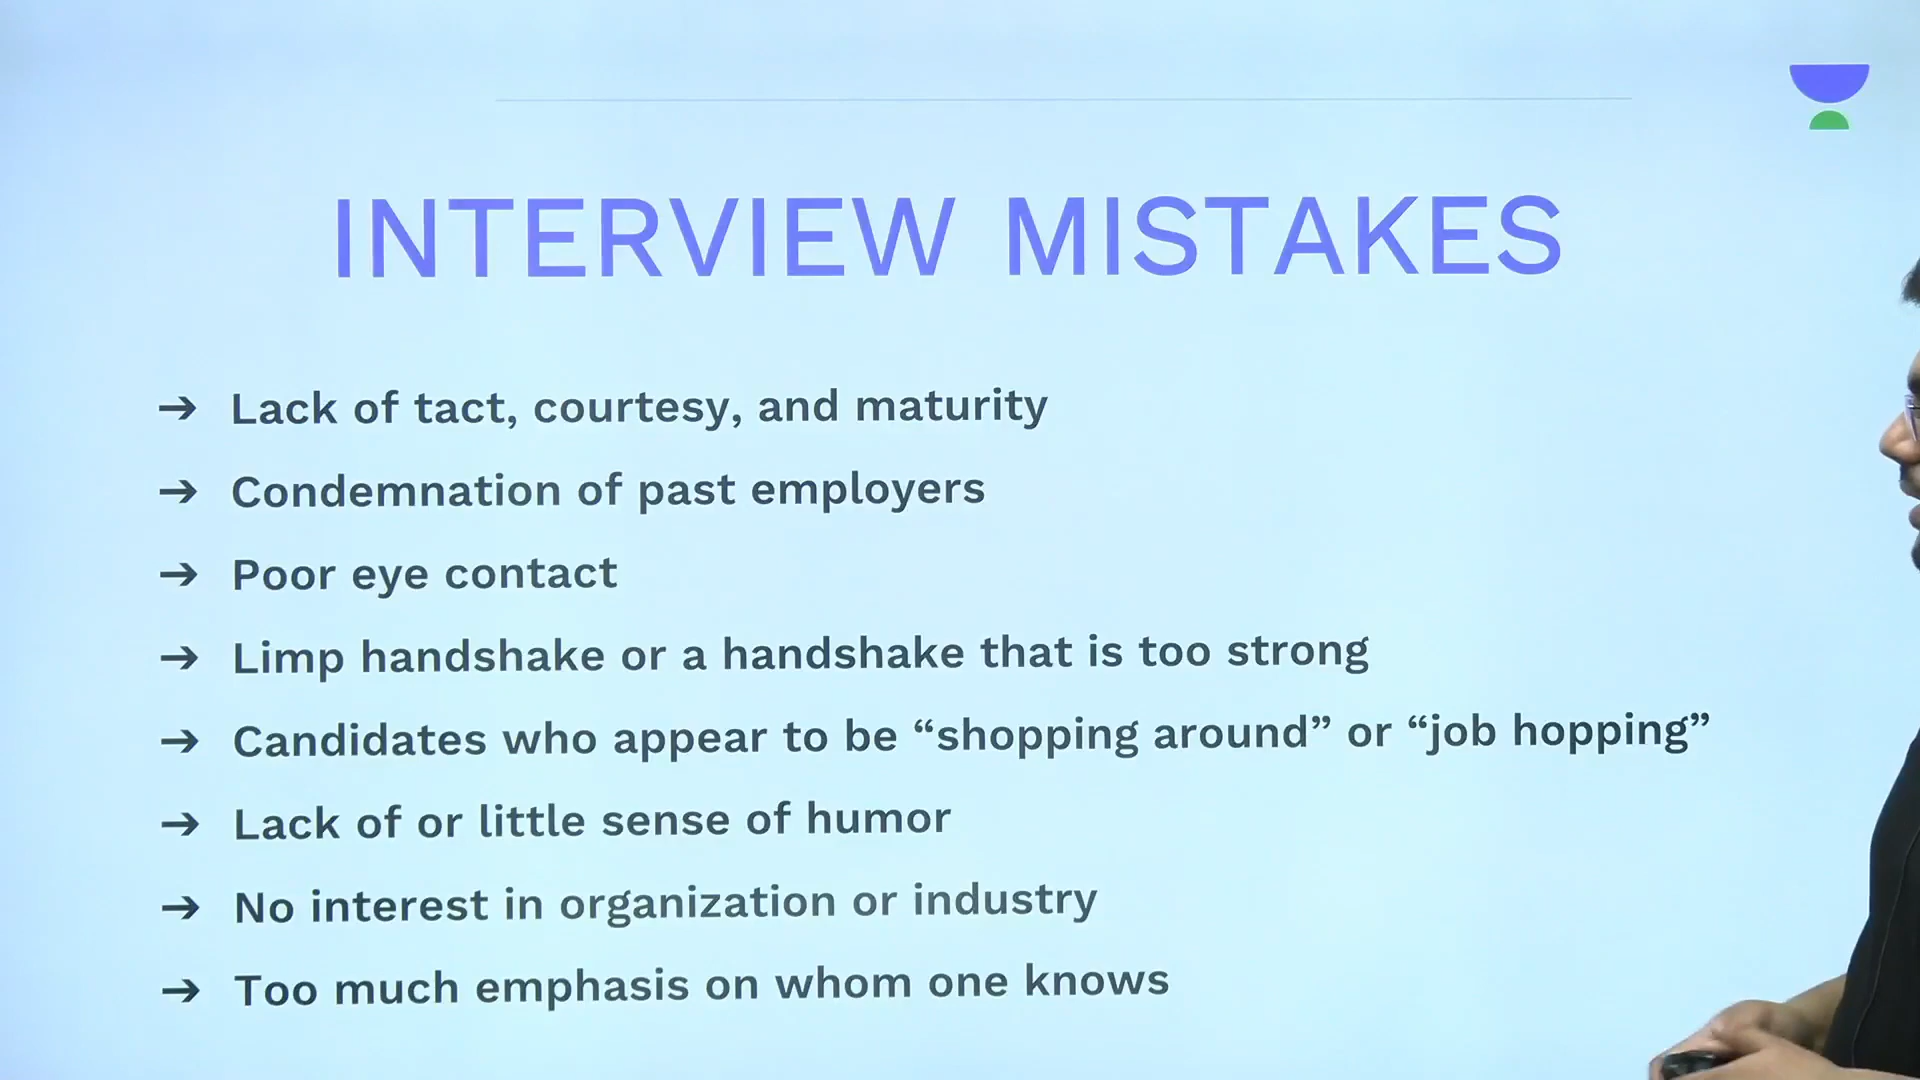 INTERVIEW MISTAKES
➔ Lack of tact, courtesy, and maturity
➔ Condemnation of past employers
➔ Poor eye contact
➔ Limp handshake or a handshake that is too strong
➔ Candidates who appear to be “shopping around” or “job hopping”
➔ Lack of or little sense of humor
➔ No interest in organization or industry
➔ Too much emphasis on whom one knows